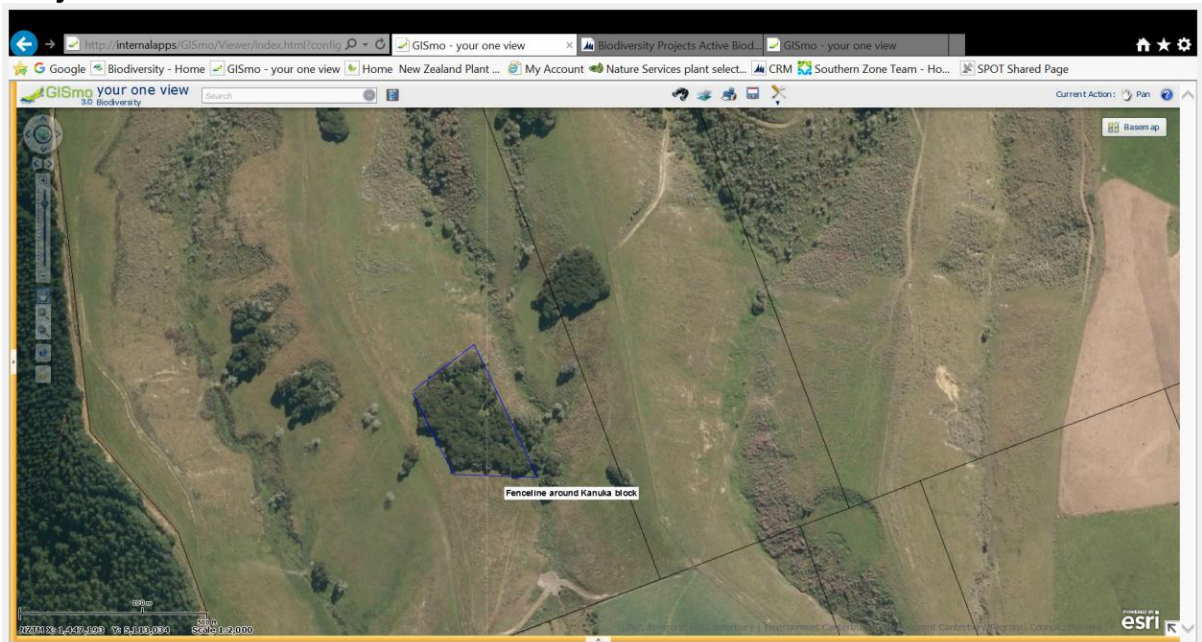 http://internalapps/GISmo/Viewer/index.html?config
GISmo - your one view
Biodiversity Projects Active Biod...
GISmo - your one view
Google
Biodiversity - Home
GISmo - your one view
Home New Zealand Plant ...
My Account
Nature Services plant select...
CRM
Southern Zone Team - Ho...
SPOT Shared Page
GISmo your one view
3.0 Biodiversity
Search
Current Action: Pan
Basemap
Fenceline around Kanuka block
100 m
NZTM X: 1,447,193 Y: 5,113,034 Scale 1:2,000
POWERED BY
esri